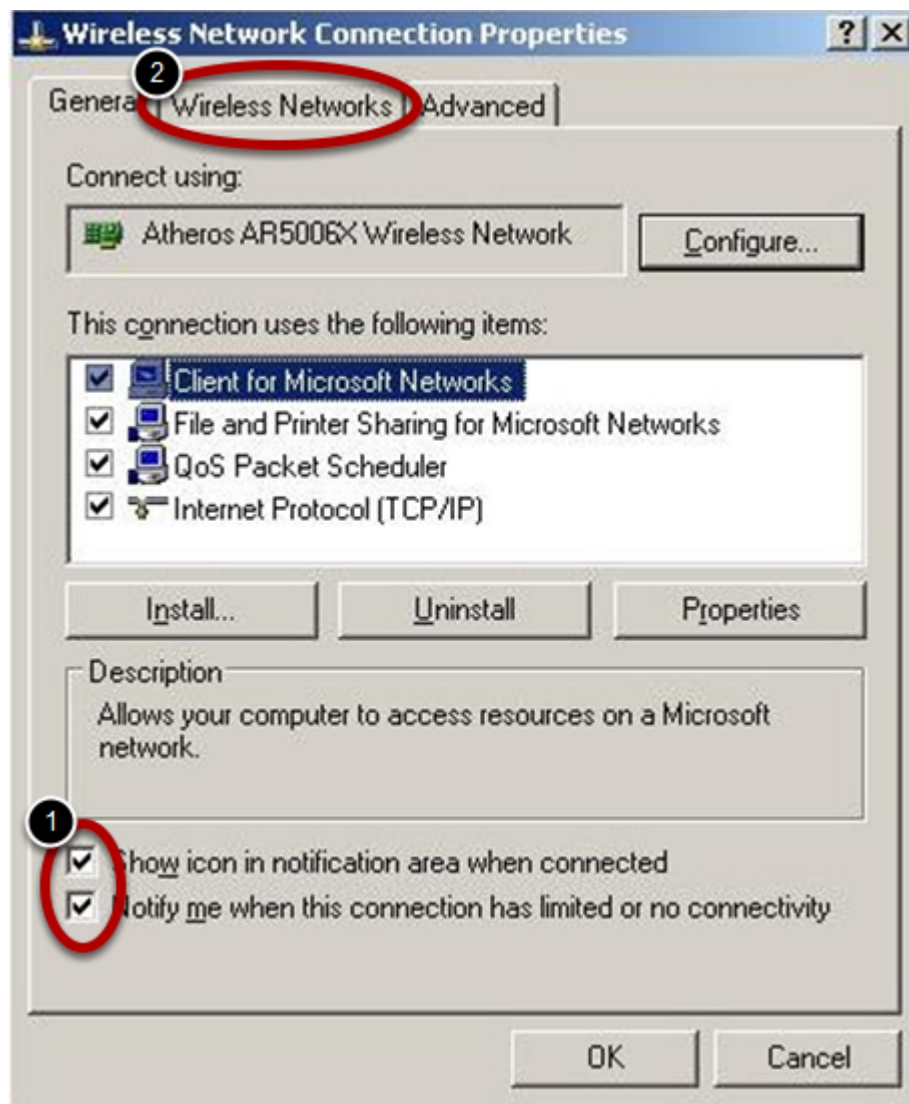 Wireless Network Connection Properties
2
General Wireless Networks Advanced
Connect using:
Atheros AR5006X Wireless Network
Configure...
This connection uses the following items:
Client for Microsoft Networks
File and Printer Sharing for Microsoft Networks
QoS Packet Scheduler
Internet Protocol (TCP/IP)
Install... Uninstall Properties
Description
Allows your computer to access resources on a Microsoft
network.
1
Show icon in notification area when connected
Notify me when this connection has limited or no connectivity
OK Cancel